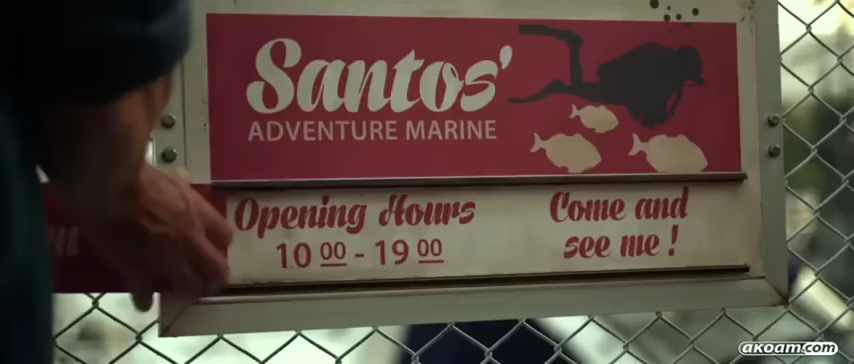 Santos'
ADVENTURE MARINE
Opening Hours
10 00 - 19 00
Come and
see me !
akoam.com